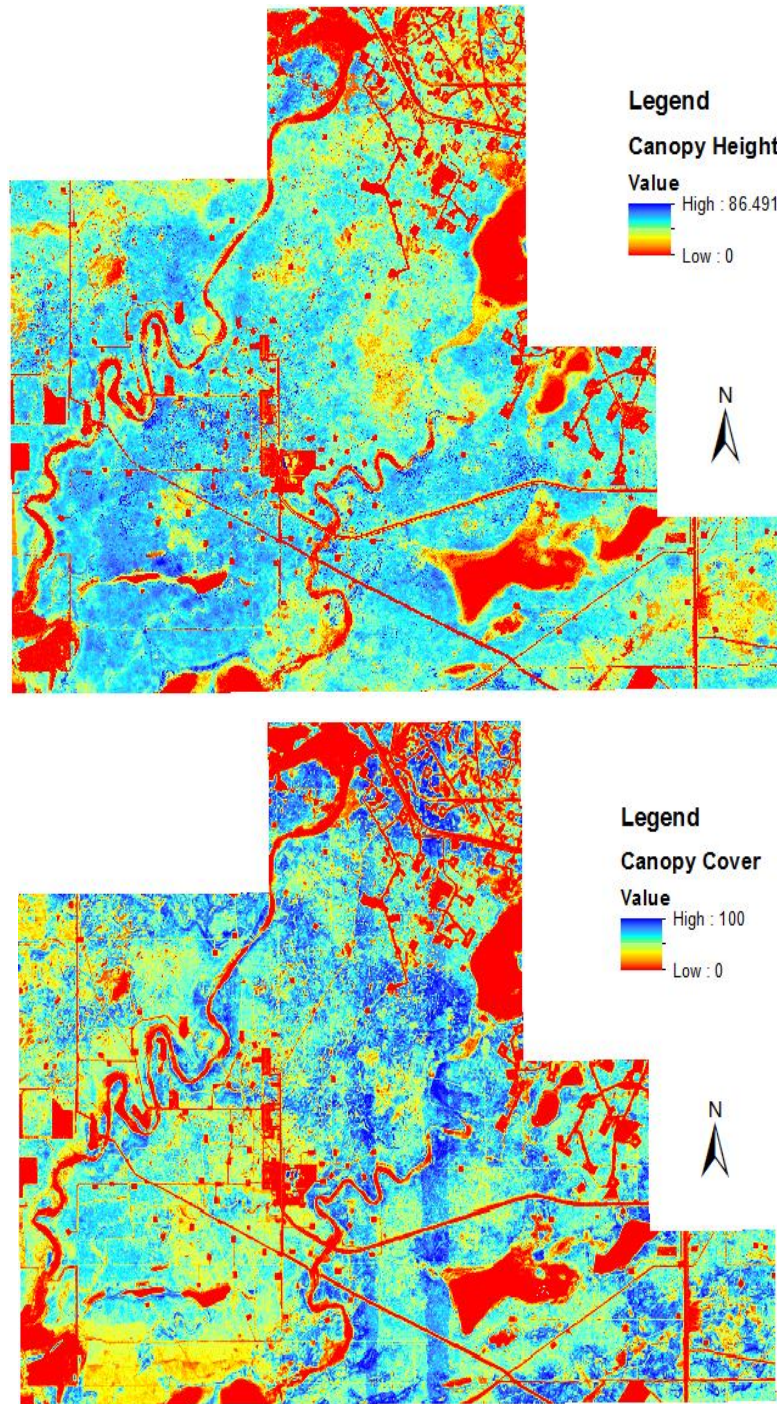 Legend
Canopy Height
Value
High : 86.491
Low : 0
N
Legend
Canopy Cover
Value
High : 100
Low : 0
N